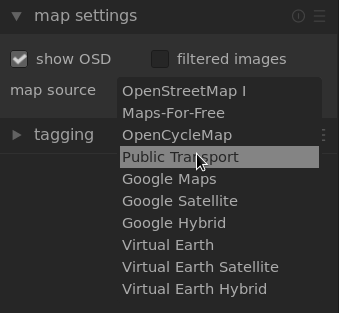 map settings
show OSD
filtered images
map source
OpenStreetMap I
Maps-For-Free
tagging
OpenCycleMap
Public Transport
Google Maps
Google Satellite
Google Hybrid
Virtual Earth
Virtual Earth Satellite
Virtual Earth Hybrid